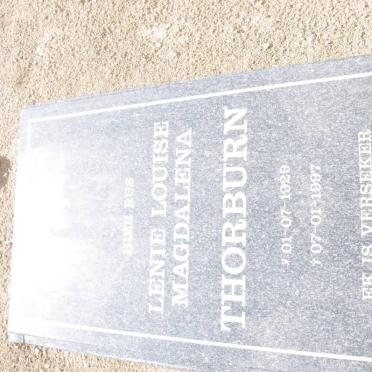 HIER RUS
LENIE LOUISE
MAGDALENA
THORBURN
* 01-07-1929
† 07-01-1997
EK IS VERSEKER